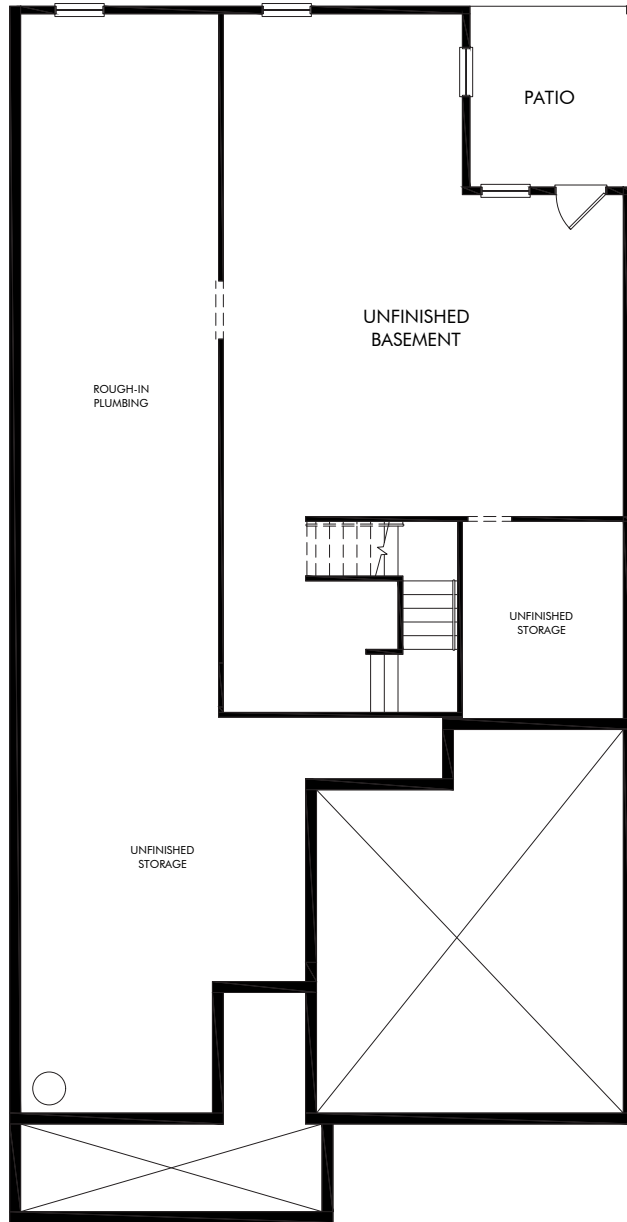 PATIO
UNFINISHED
BASEMENT
ROUGH-IN
PLUMBING
UNFINISHED
STORAGE
UNFINISHED
STORAGE